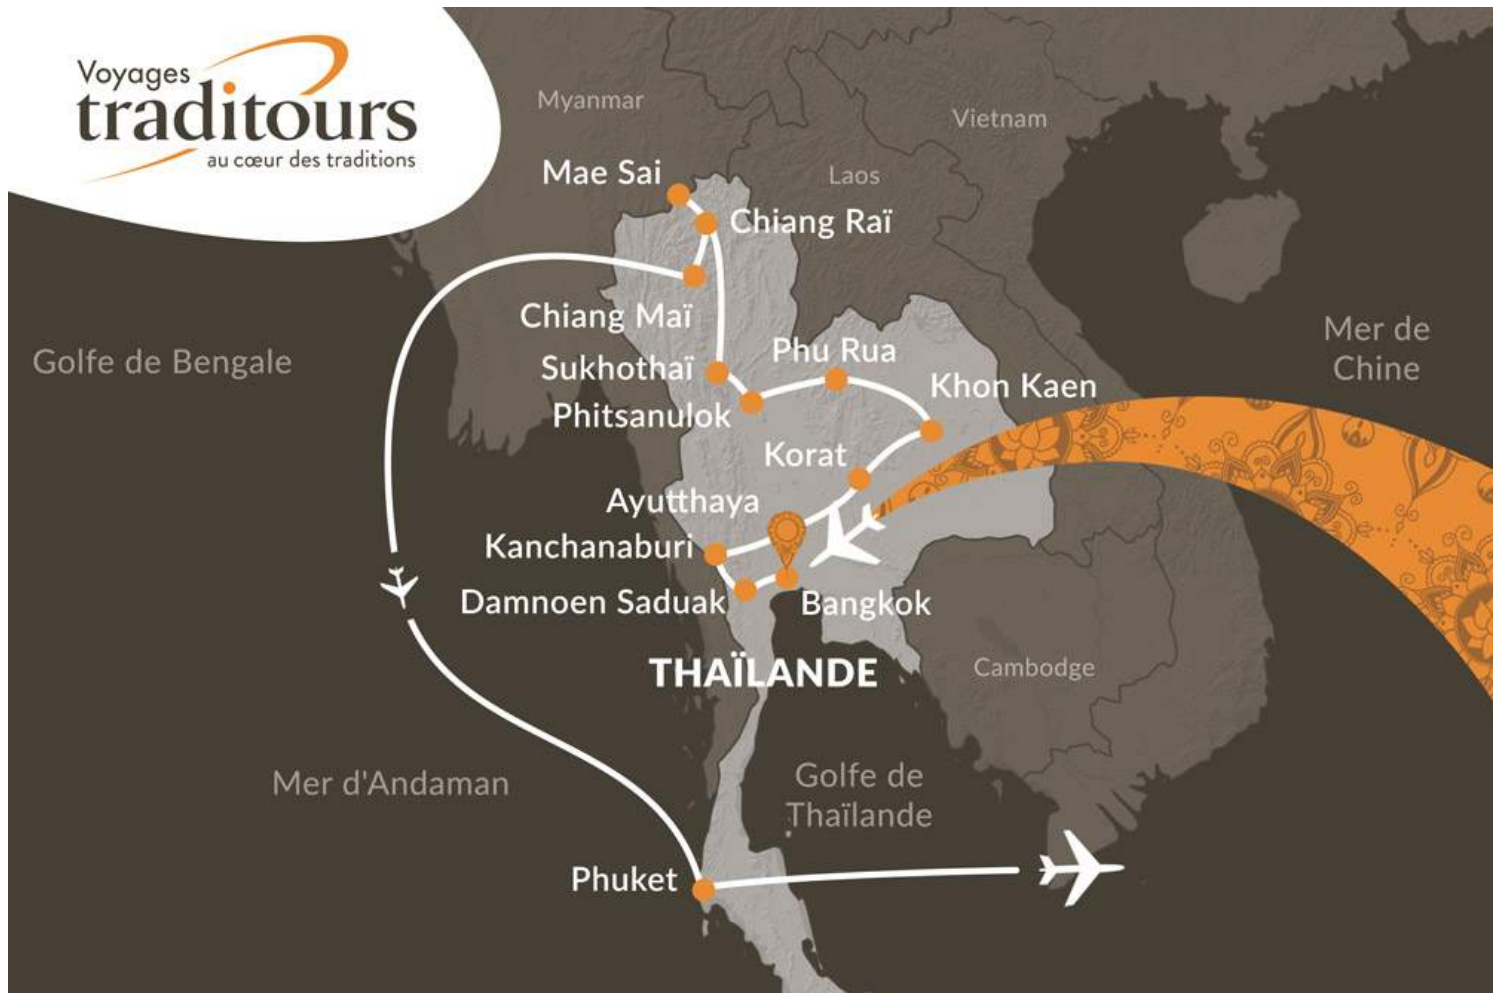 Voyages
traditours
au cœur des traditions
Myanmar
Vietnam
Mae Sai
Laos
Chiang Raï
Chiang Maï
Golfe de Bengale
Mer de
Chine
Sukhothaï
Phu Rua
Khon Kaen
Phitsanulok
Korat
Ayutthaya
Kanchanaburi
Damnoen Saduak
Bangkok
THAÏLANDE
Cambodge
Mer d'Andaman
Golfe de
Thaïlande
Phuket